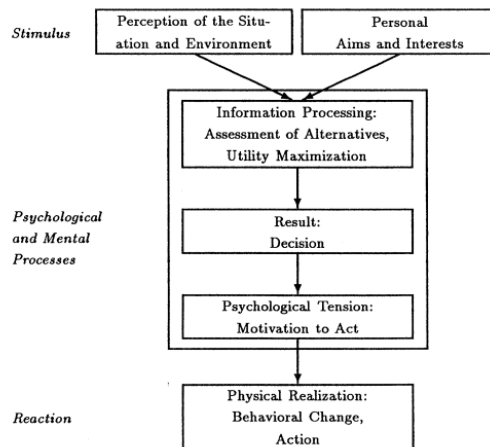 Stimulus
Perception of the Situ-
ation and Environment
Personal
Aims and Interests
Information Processing:
Assessment of Alternatives,
Utility Maximization
Psychological
and Mental
Processes
Result:
Decision
Psychological Tension:
Motivation to Act
Reaction
Physical Realization:
Behavioral Change,
Action